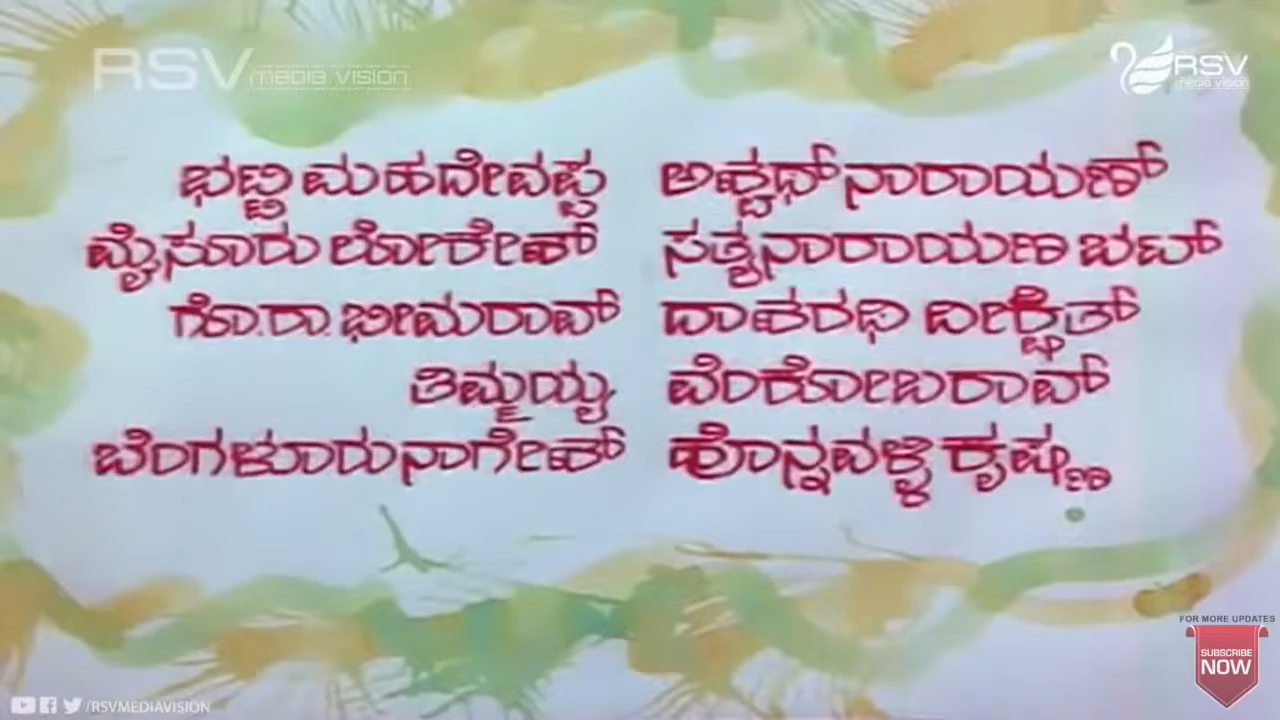 RSV media vision
RSV media vision
ಭಟ್ಟಿ ಮಹದೇವಪ್ಪ ಅಶ್ವಥ್ ನಾರಾಯಣ್
ಮೈಸೂರು ಲೋಕೇಶ್ ಸತ್ಯನಾರಾಯಣ ಭಟ್
ಗೊ.ರಾ. ಭೀಮರಾವ್ ದಾಶರಥಿ ದೀಕ್ಷಿತ್
ತಿಮ್ಮಯ್ಯ ವೆಂಕೋಬರಾವ್
ಬೆಂಗಳೂರು ನಾಗೇಶ್ ಹೊನ್ನವಳ್ಳಿ ಕೃಷ್ಣ
FOR MORE UPDATES
SUBSCRIBE
NOW
/RSVMEDIAVISION